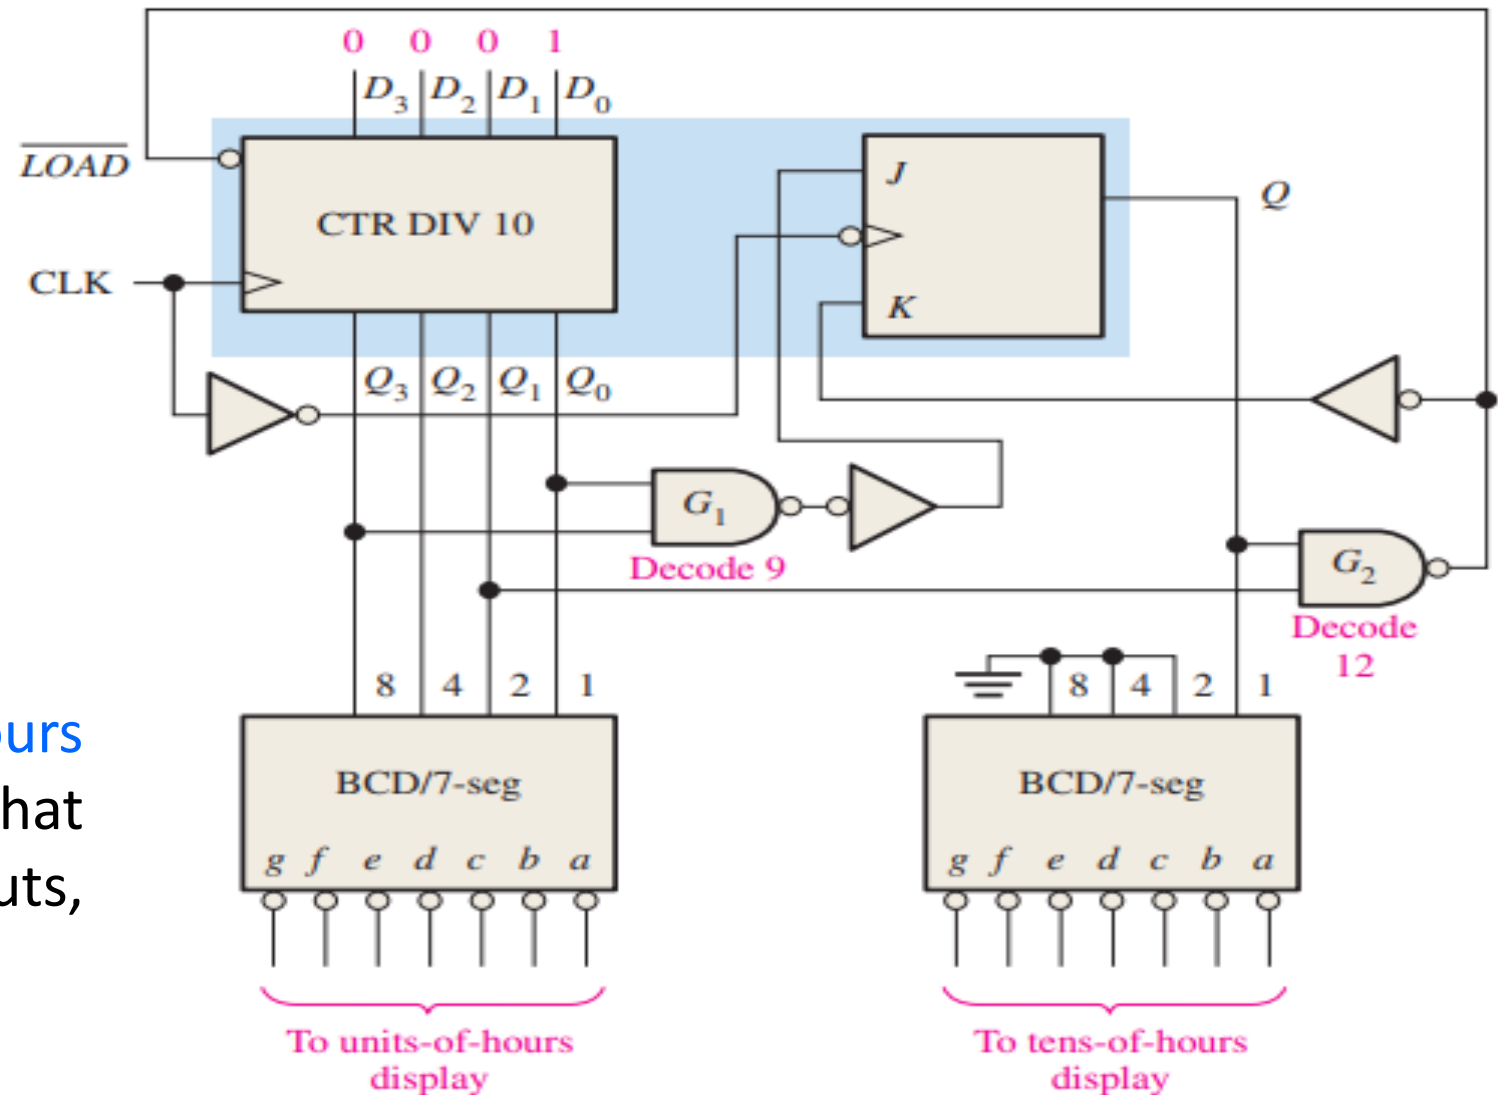 0 0 0 1
D3 D2 D1 D0
LOAD
CTR DIV 10
CLK
J
K
Q
Q3 Q2 Q1 Q0
G1
Decode 9
G2
Decode
12
8 4 2 1
8 4 2 1
ours
hat
uts,
BCD/7-seg
g f e d c b a
BCD/7-seg
g f e d c b a
To units-of-hours
display
To tens-of-hours
display